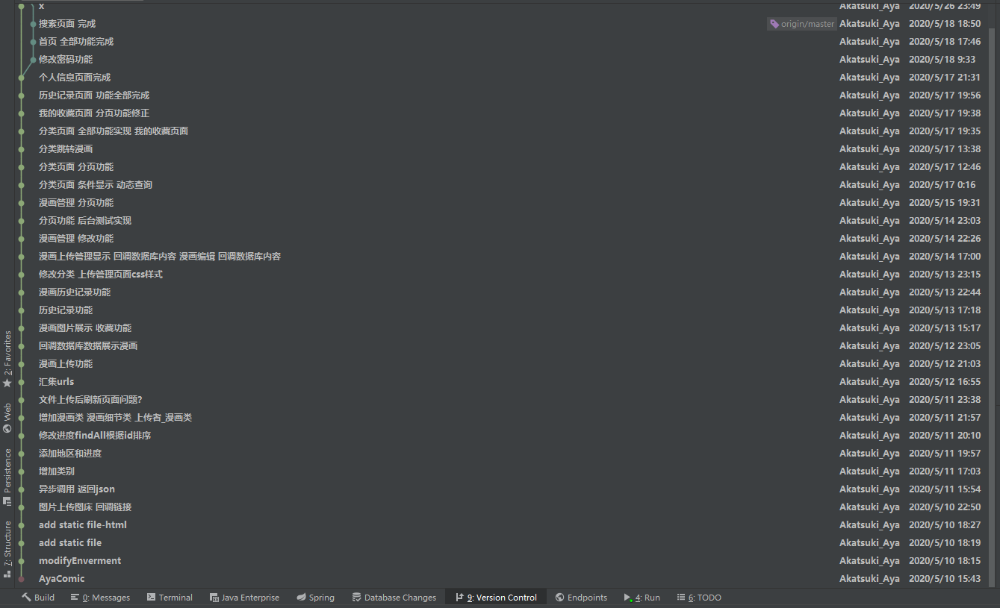 x Akatsuki_Aya 2020/5/26 23:49
搜索页面 完成 origin/master Akatsuki_Aya 2020/5/18 18:50
首页 全部功能完成 Akatsuki_Aya 2020/5/18 17:46
修改密码功能 Akatsuki_Aya 2020/5/18 9:33
个人信息页面完成 Akatsuki_Aya 2020/5/17 21:31
历史记录页面 功能全部完成 Akatsuki_Aya 2020/5/17 19:56
我的收藏页面 分页功能修正 Akatsuki_Aya 2020/5/17 19:38
分类页面 全部功能实现 我的收藏页面 Akatsuki_Aya 2020/5/17 19:35
分类跳转漫画 Akatsuki_Aya 2020/5/17 13:38
分类页面 分页功能 Akatsuki_Aya 2020/5/17 12:46
分类页面 条件显示 动态查询 Akatsuki_Aya 2020/5/17 0:16
漫画管理 分页功能 Akatsuki_Aya 2020/5/15 19:31
分页功能 后台测试实现 Akatsuki_Aya 2020/5/14 23:03
漫画管理 修改功能 Akatsuki_Aya 2020/5/14 22:26
漫画上传管理显示 回调数据库内容 漫画编辑 回调数据库内容 Akatsuki_Aya 2020/5/14 17:00
修改分类 上传管理页面css样式 Akatsuki_Aya 2020/5/13 23:15
漫画历史记录功能 Akatsuki_Aya 2020/5/13 22:44
历史记录功能 Akatsuki_Aya 2020/5/13 17:18
漫画图片展示 收藏功能 Akatsuki_Aya 2020/5/13 15:17
回调数据库数据展示漫画 Akatsuki_Aya 2020/5/12 23:05
漫画上传功能 Akatsuki_Aya 2020/5/12 21:03
汇集urls Akatsuki_Aya 2020/5/12 16:55
文件上传后刷新页面问题? Akatsuki_Aya 2020/5/11 23:38
增加漫画类 漫画细节类 上传者_漫画类 Akatsuki_Aya 2020/5/11 21:57
修改进度findAll根据id排序 Akatsuki_Aya 2020/5/11 20:10
添加地区和进度 Akatsuki_Aya 2020/5/11 19:57
增加类别 Akatsuki_Aya 2020/5/11 17:03
异步调用 返回json Akatsuki_Aya 2020/5/11 15:54
图片上传图床 回调链接 Akatsuki_Aya 2020/5/10 22:50
add static file-html Akatsuki_Aya 2020/5/10 18:27
add static file Akatsuki_Aya 2020/5/10 18:19
modifyEnverment Akatsuki_Aya 2020/5/10 18:15
AyaComic Akatsuki_Aya 2020/5/10 15:43
2: Favorites
Web
Persistence
7: Structure
Build 0: Messages Terminal Java Enterprise Spring Database Changes 9: Version Control Endpoints 4: Run 6: TODO